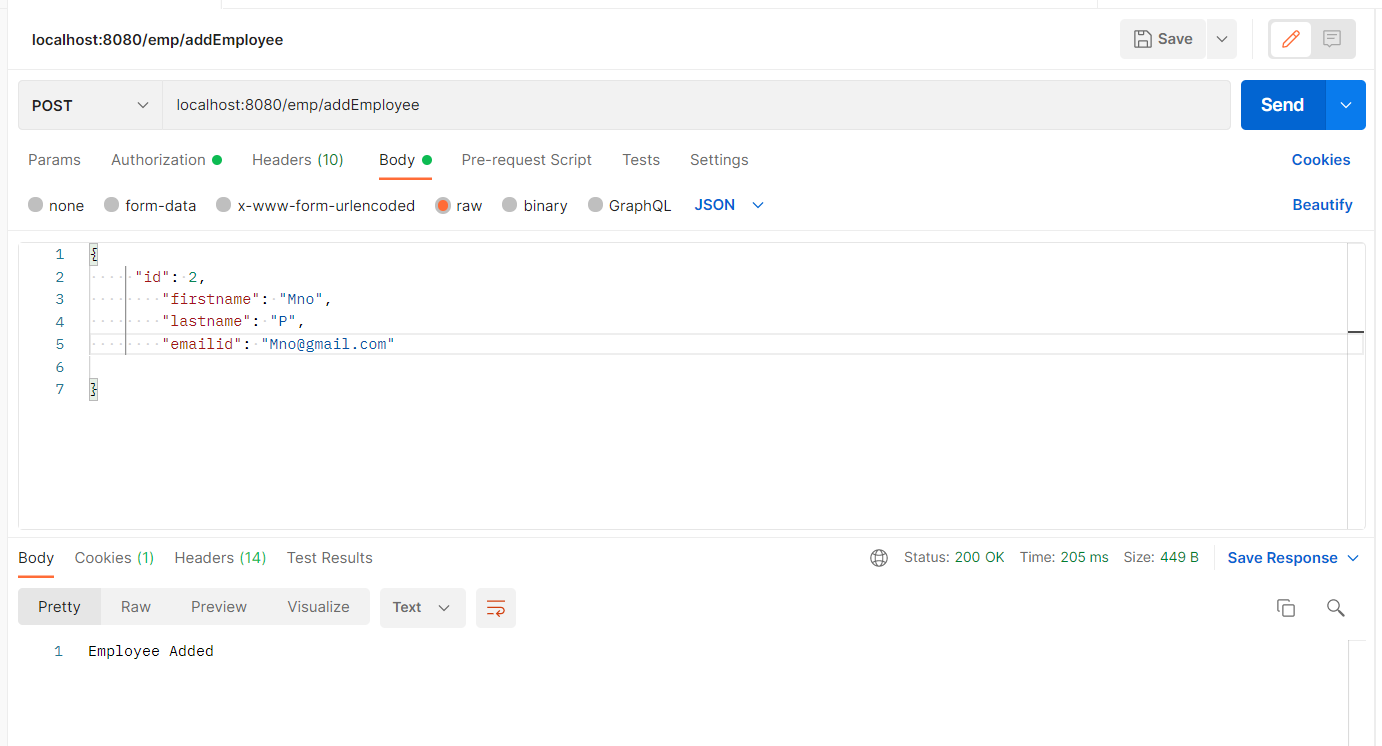 localhost:8080/emp/addEmployee Save
POST localhost:8080/emp/addEmployee Send
Params Authorization Headers (10) Body Pre-request Script Tests Settings Cookies
none form-data x-www-form-urlencoded raw binary GraphQL JSON Beautify
1 {
2 "id": 2,
3 "firstname": "Mno",
4 "lastname": "P",
5 "emailid": "Mno@gmail.com"
6
7 }
Body Cookies (1) Headers (14) Test Results Status: 200 OK Time: 205 ms Size: 449 B Save Response
Pretty Raw Preview Visualize Text
1 Employee Added